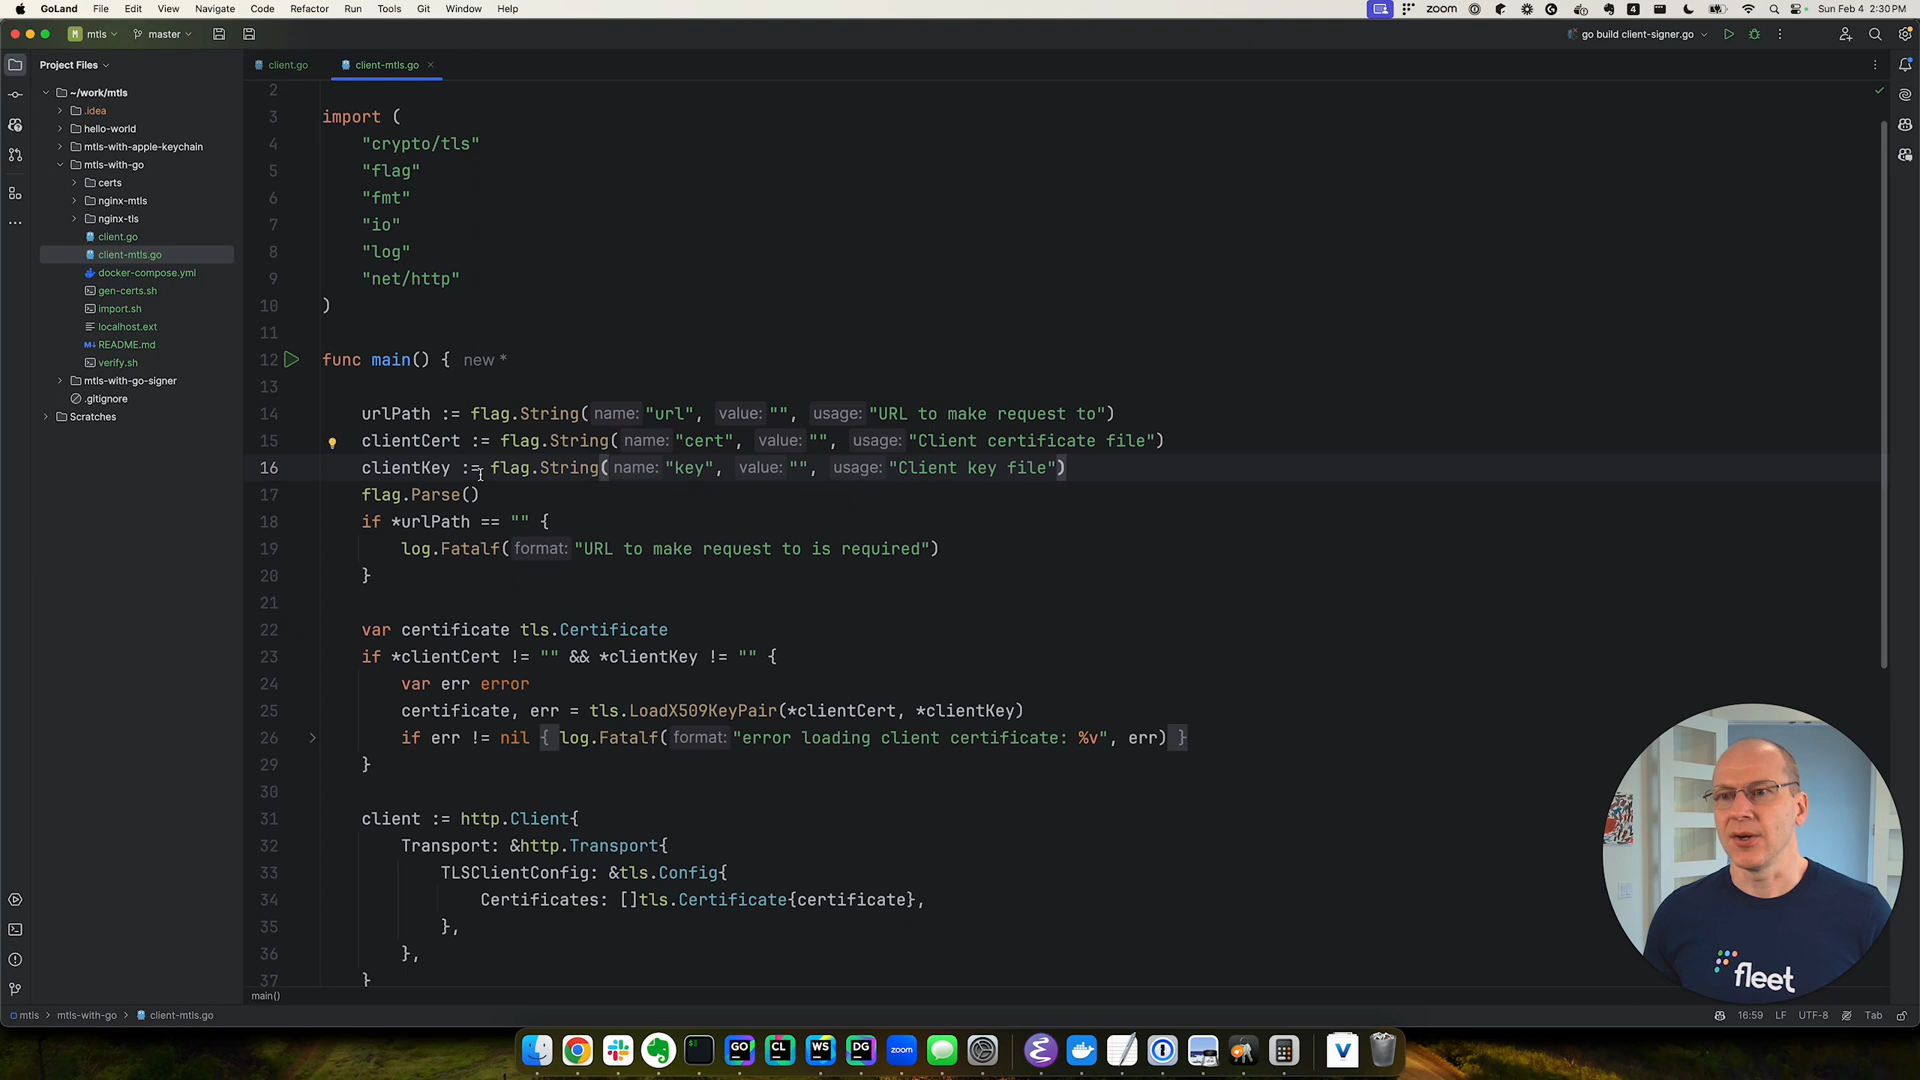 GoLand File Edit View Navigate Code Refactor Run Tools Git Window Help
zoom 4 Sun Feb 4 2:30 PM
M mtls master go build client-signer.go
Project Files
client.go client-mtls.go
~/work/mtls
.idea
hello-world
mtls-with-apple-keychain
mtls-with-go
certs
nginx-mtls
nginx-tls
client.go
client-mtls.go
docker-compose.yml
gen-certs.sh
import.sh
localhost.ext
M↓ README.md
verify.sh
mtls-with-go-signer
.gitignore
Scratches
2
3 import (
4 "crypto/tls"
5 "flag"
6 "fmt"
7 "io"
8 "log"
9 "net/http"
10 )
11
12 func main() { new *
13
14 urlPath := flag.String( name: "url", value: "", usage: "URL to make request to")
15 clientCert := flag.String( name: "cert", value: "", usage: "Client certificate file")
16 clientKey := flag.String( name: "key", value: "", usage: "Client key file")
17 flag.Parse()
18 if *urlPath == "" {
19 log.Fatalf( format: "URL to make request to is required")
20 }
21
22 var certificate tls.Certificate
23 if *clientCert != "" && *clientKey != "" {
24 var err error
25 certificate, err = tls.LoadX509KeyPair(*clientCert, *clientKey)
26 if err != nil { log.Fatalf( format: "error loading client certificate: %v", err) }
29 }
30
31 client := http.Client{
32 Transport: &http.Transport{
33 TLSClientConfig: &tls.Config{
34 Certificates: []tls.Certificate{certificate},
35 },
36 },
37 }
main()
fleet
mtls mtls-with-go client-mtls.go 16:59 LF UTF-8 Tab
GO CL WS DG zoom V